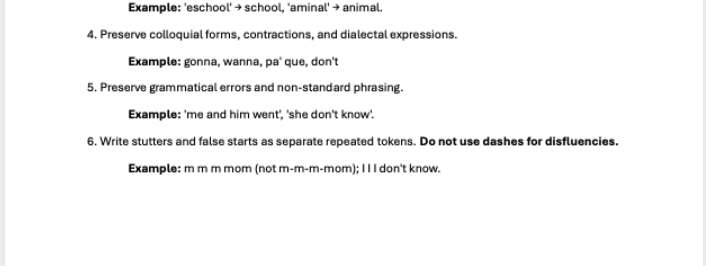 Example: 'eschool' → school, 'aminal' → animal.
4. Preserve colloquial forms, contractions, and dialectal expressions.
Example: gonna, wanna, pa' que, don't
5. Preserve grammatical errors and non-standard phrasing.
Example: 'me and him went', 'she don't know'.
6. Write stutters and false starts as separate repeated tokens. Do not use dashes for disfluencies.
Example: m m m mom (not m-m-m-mom); I I I don't know.